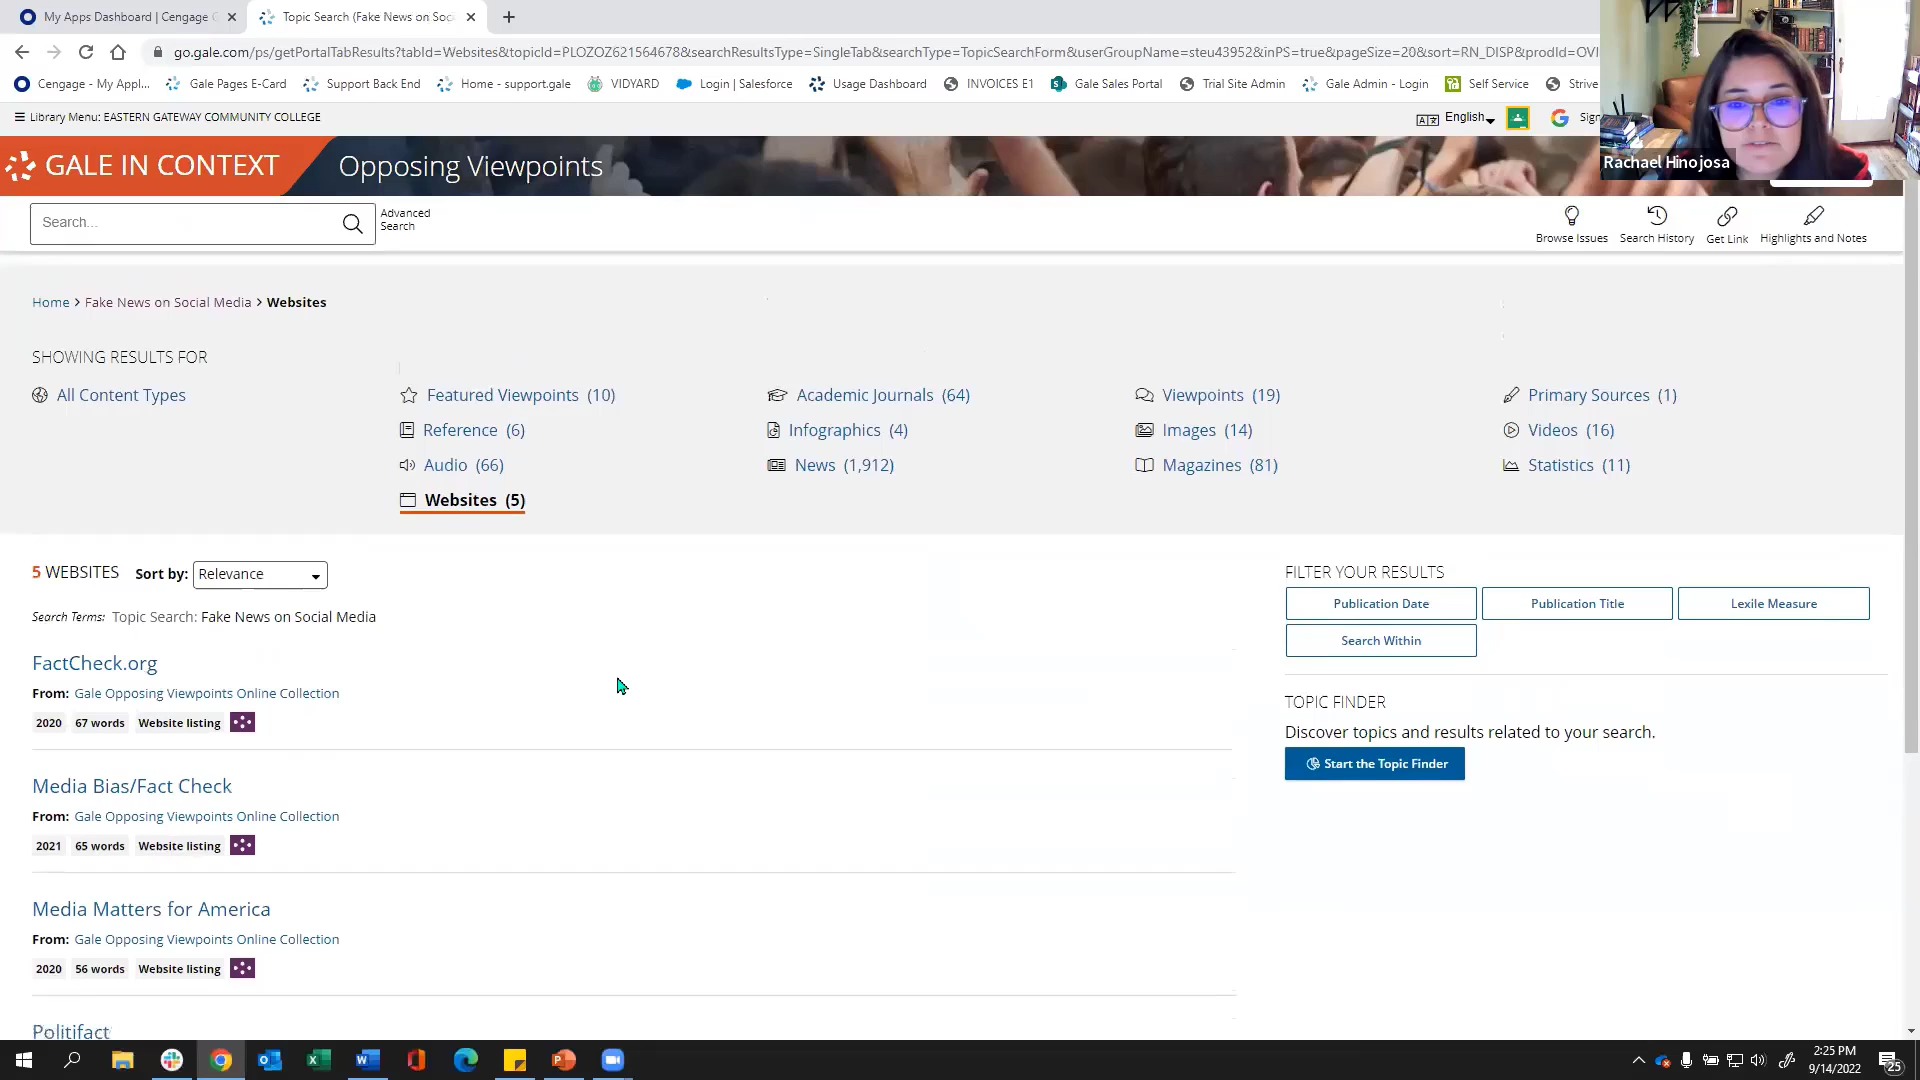 My Apps Dashboard | Cengage
Topic Search (Fake News on Soc
go.gale.com/ps/getPortalTabResults?tabId=Websites&topicId=PLOZOZ621564678&searchResultsType=SingleTab&searchType=TopicSearchForm&userGroupName=steu43952&inPS=true&pageSize=20&sort=RN_DISP&prodId=OVI
Cengage - My Appl... Gale Pages E-Card Support Back End Home - support.gale VIDYARD Login | Salesforce Usage Dashboard INVOICES E1 Gale Sales Portal Trial Site Admin Gale Admin - Login Self Service Strive
Library Menu: EASTERN GATEWAY COMMUNITY COLLEGE
English
Sign
Rachael Hinojosa
GALE IN CONTEXT Opposing Viewpoints
Search...
Advanced
Search
Browse Issues Search History Get Link Highlights and Notes
Home > Fake News on Social Media > Websites
SHOWING RESULTS FOR
All Content Types Featured Viewpoints (10) Academic Journals (64) Viewpoints (19) Primary Sources (1)
Reference (6) Infographics (4) Images (14) Videos (16)
Audio (66) News (1,912) Magazines (81) Statistics (11)
Websites (5)
5 WEBSITES Sort by: Relevance
Search Terms: Topic Search: Fake News on Social Media
FactCheck.org
From: Gale Opposing Viewpoints Online Collection
2020 67 words Website listing
Media Bias/Fact Check
From: Gale Opposing Viewpoints Online Collection
2021 65 words Website listing
Media Matters for America
From: Gale Opposing Viewpoints Online Collection
2020 56 words Website listing
Politifact
FILTER YOUR RESULTS
Publication Date Publication Title Lexile Measure
Search Within
TOPIC FINDER
Discover topics and results related to your search.
Start the Topic Finder
2:25 PM
9/14/2022
25